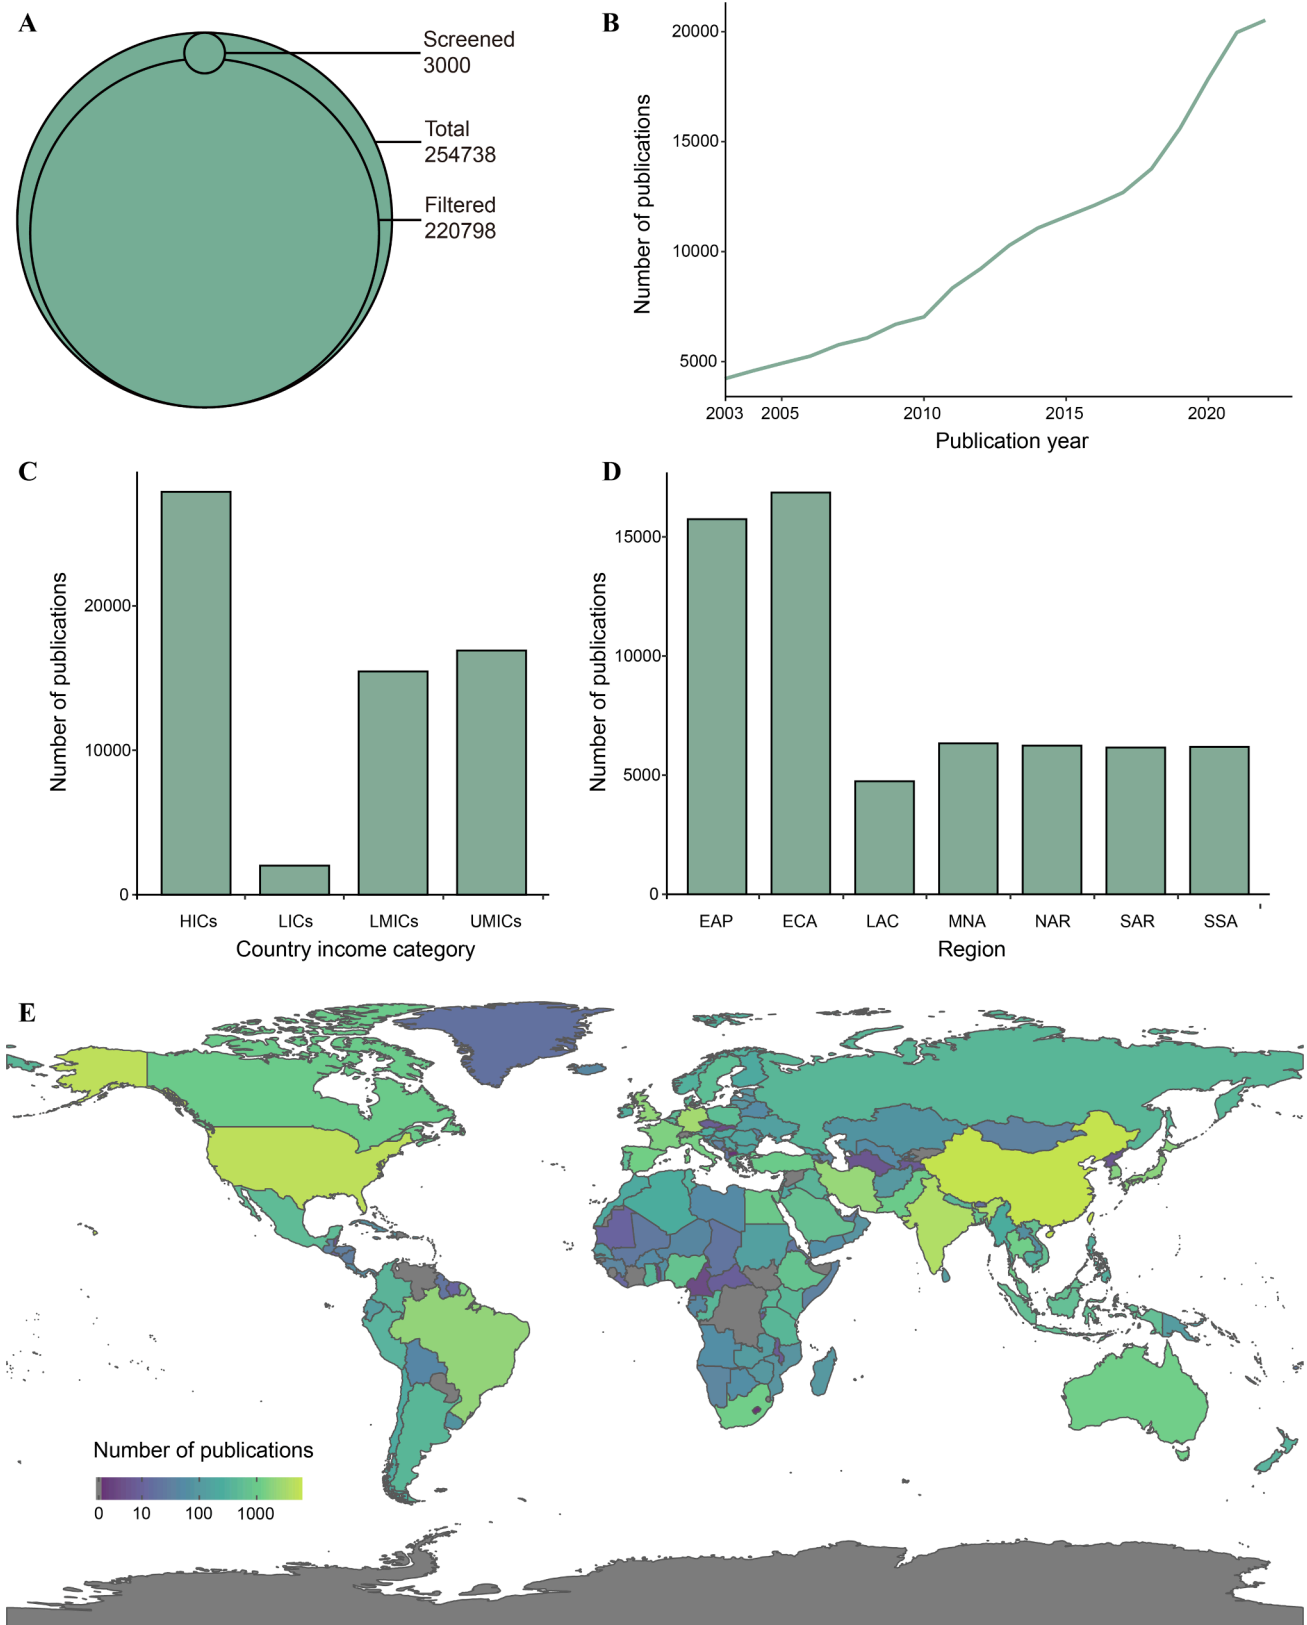 A
Screened
3000
Total
254738
Filtered
220798
B
Number of publications
20000
15000
10000
5000
2003 2005 2010 2015 2020
Publication year
C
Number of publications
20000
10000
0
HICs LICs LMICs UMICs
Country income category
D
Number of publications
15000
10000
5000
0
EAP ECA LAC MNA NAR SAR SSA
Region
E
Number of publications
0 10 100 1000